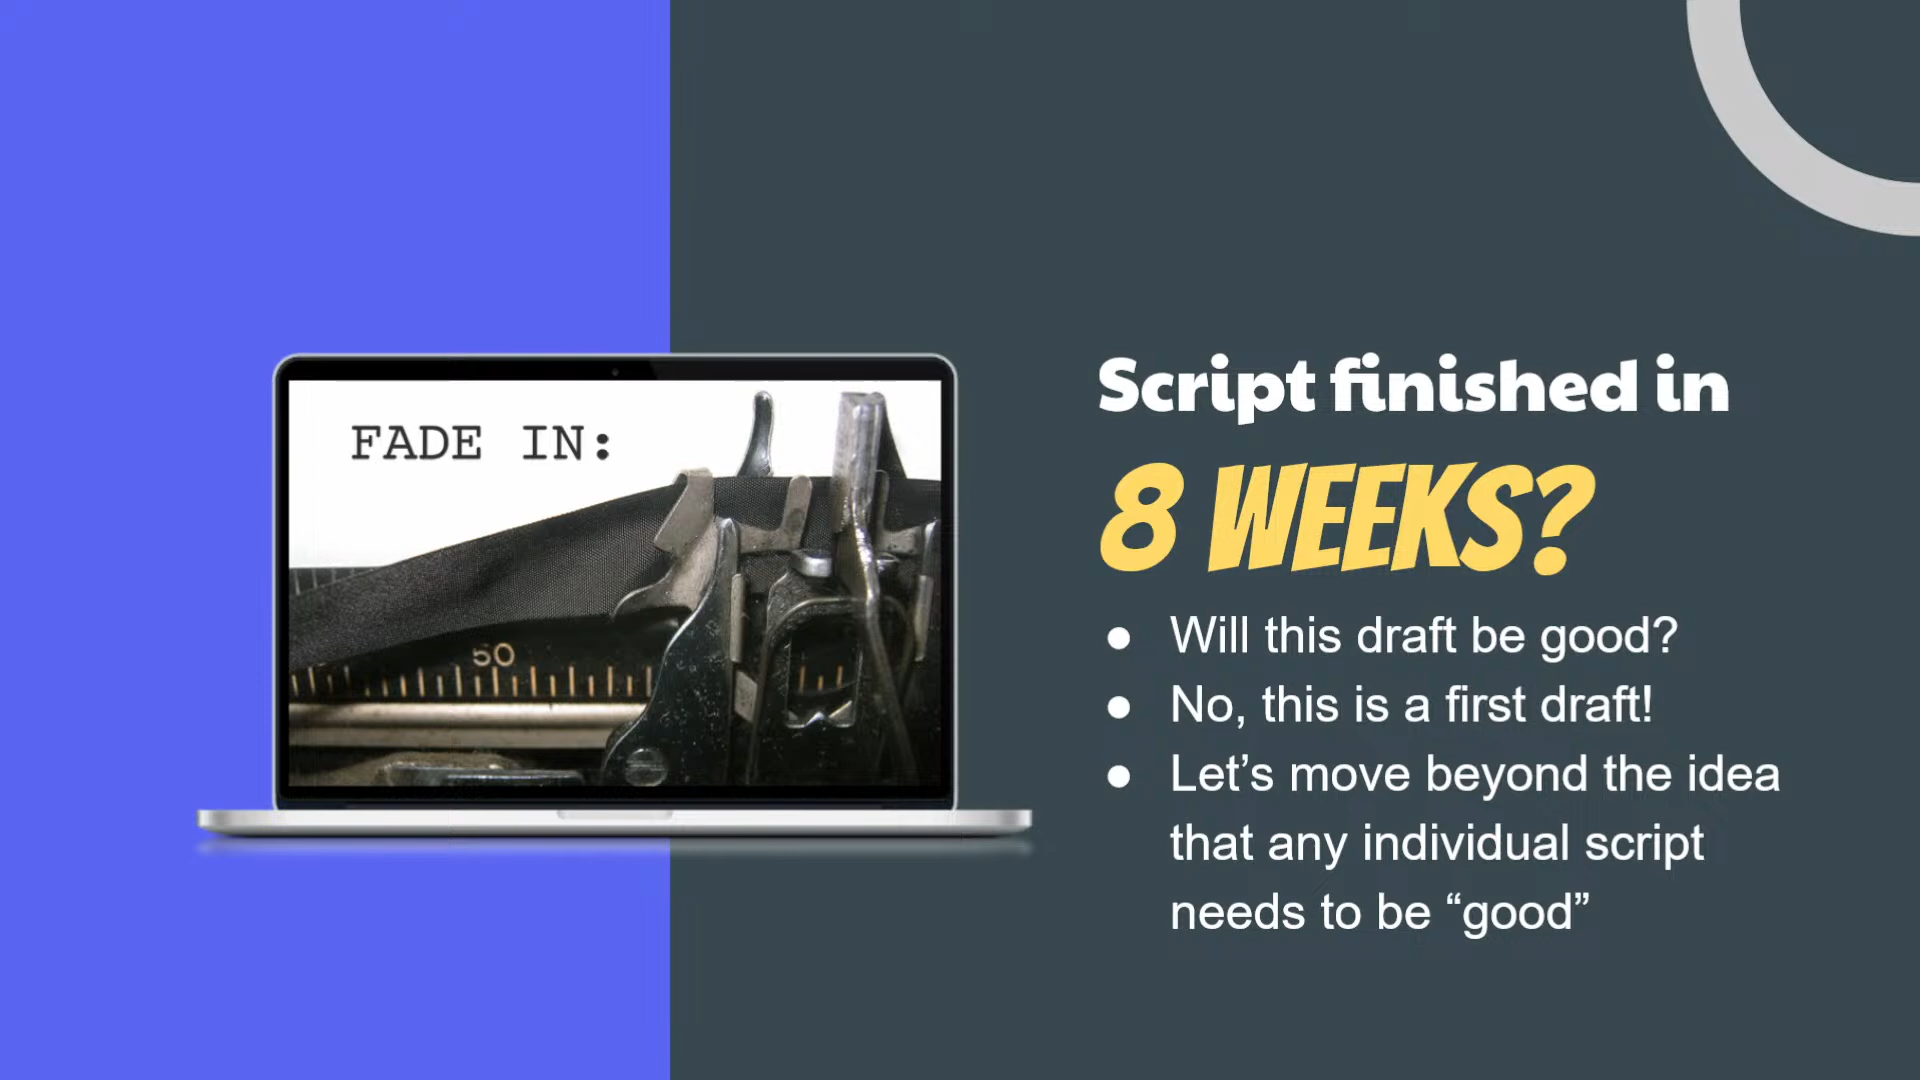 FADE IN:
50
Script finished in
8 WEEKS?
● Will this draft be good?
● No, this is a first draft!
● Let’s move beyond the idea
that any individual script
needs to be “good”